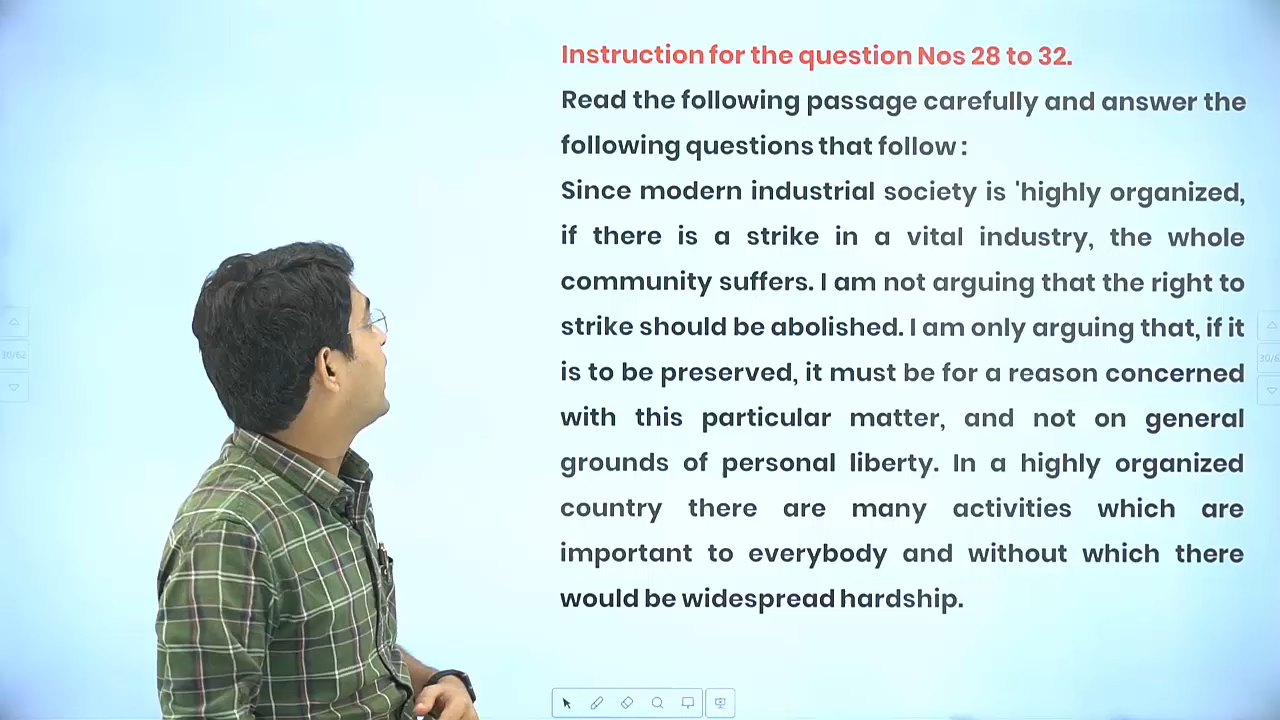 Instruction for the question Nos 28 to 32.
Read the following passage carefully and answer the
following questions that follow :
Since modern industrial society is 'highly organized,
if there is a strike in a vital industry, the whole
community suffers. I am not arguing that the right to
strike should be abolished. I am only arguing that, if it
is to be preserved, it must be for a reason concerned
with this particular matter, and not on general
grounds of personal liberty. In a highly organized
country there are many activities which are
important to everybody and without which there
would be widespread hardship.
30/62
30/6